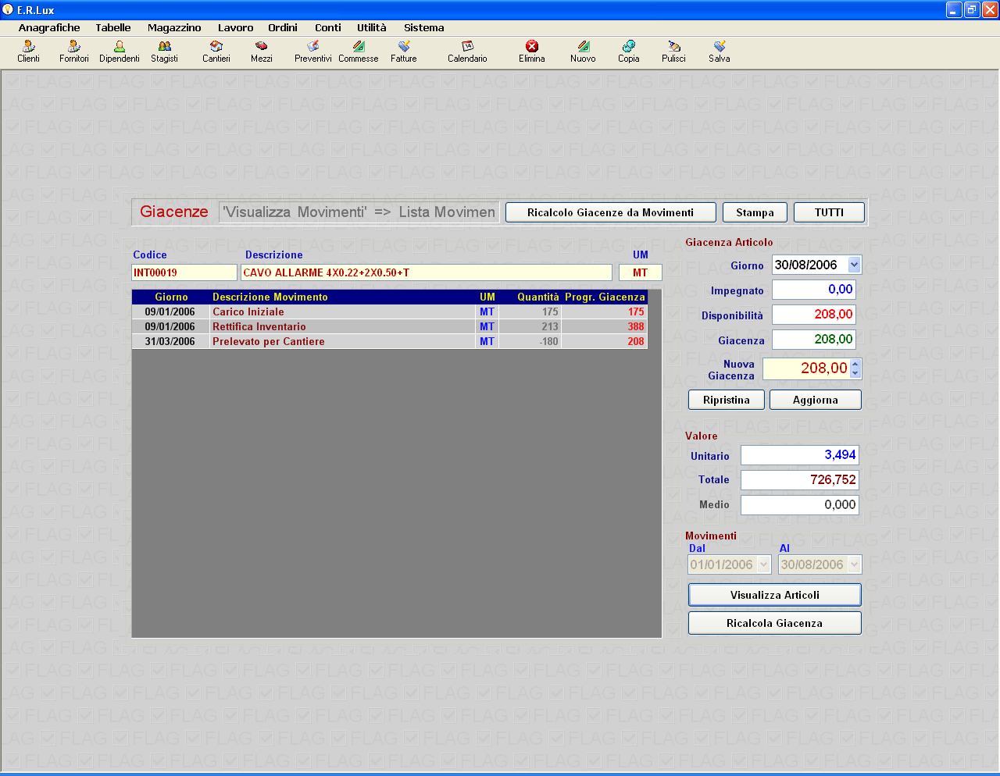 E.R.Lux
Anagrafiche Tabelle Magazzino Lavoro Ordini Conti Utilità Sistema
Clienti Fornitori Dipendenti Stagisti Cantieri Mezzi Preventivi Commesse Fatture Calendario Elimina Nuovo Copia Pulisci Salva
Giacenze 'Visualizza Movimenti' => Lista Movimen Ricalcolo Giacenze da Movimenti Stampa TUTTI
Codice Descrizione UM
INT00019 CAVO ALLARME 4X0.22+2X0.50+T MT
Giorno Descrizione Movimento UM Quantità Progr. Giacenza
09/01/2006 Carico Iniziale MT 175 175
09/01/2006 Rettifica Inventario MT 213 388
31/03/2006 Prelevato per Cantiere MT -180 208
Giacenza Articolo
Giorno 30/08/2006
Impegnato 0,00
Disponibilità 208,00
Giacenza 208,00
Nuova
Giacenza 208,00
Ripristina Aggiorna
Valore
Unitario 3,494
Totale 726,752
Medio 0,000
Movimenti
Dal Al
01/01/2006 30/08/2006
Visualizza Articoli
Ricalcola Giacenza